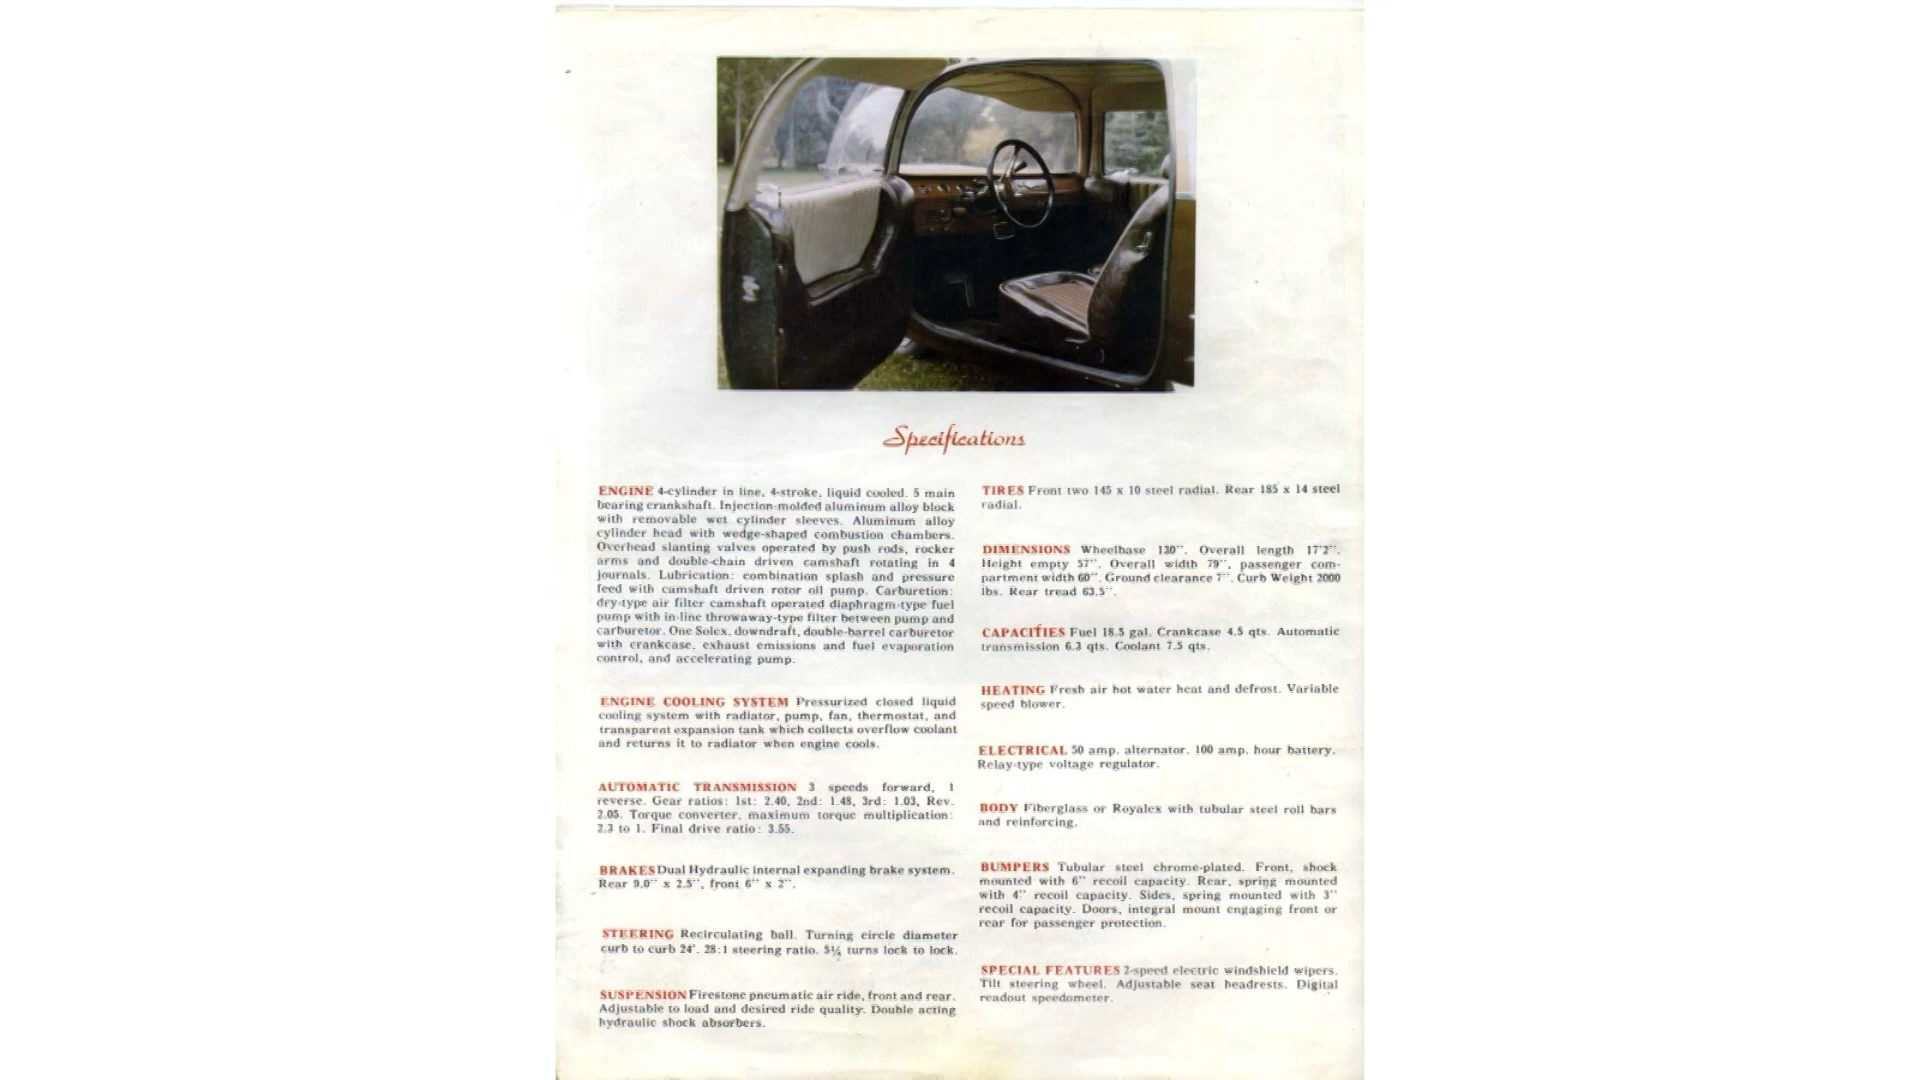 Specifications
ENGINE 4-cylinder in line, 4-stroke, liquid cooled. 5 main
bearing crankshaft. Injection-molded aluminum alloy block
with removable wet cylinder sleeves. Aluminum alloy
cylinder head with wedge-shaped combustion chambers.
Overhead slanting valves operated by push rods, rocker
arms and double-chain driven camshaft rotating in 4
journals. Lubrication: combination splash and pressure
feed with camshaft driven rotor oil pump. Carburetion:
dry-type air filter camshaft operated diaphragm-type fuel
pump with in-line throwaway-type filter between pump and
carburetor. One Solex, downdraft, double-barrel carburetor
with crankcase, exhaust emissions and fuel evaporation
control, and accelerating pump.
ENGINE COOLING SYSTEM Pressurized closed liquid
cooling system with radiator, pump, fan, thermostat, and
transparent expansion tank which collects overflow coolant
and returns it to radiator when engine cools.
AUTOMATIC TRANSMISSION 3 speeds forward, 1
reverse. Gear ratios: 1st: 2.40, 2nd: 1.48, 3rd: 1.03, Rev.
2.05. Torque converter, maximum torque multiplication:
2.3 to 1. Final drive ratio: 3.55.
BRAKES Dual Hydraulic internal expanding brake system.
Rear 9.0" x 2.5", front 6" x 2".
STEERING Recirculating ball. Turning circle diameter
curb to curb 24'. 28:1 steering ratio. 5¼ turns lock to lock.
SUSPENSION Firestone pneumatic air ride, front and rear.
Adjustable to load and desired ride quality. Double acting
hydraulic shock absorbers.
TIRES Front two 145 x 10 steel radial. Rear 185 x 14 steel
radial.
DIMENSIONS Wheelbase 130". Overall length 17'2".
Height empty 57". Overall width 79", passenger com-
partment width 60". Ground clearance 7". Curb Weight 2000
lbs. Rear tread 63.5".
CAPACITIES Fuel 18.5 gal. Crankcase 4.5 qts. Automatic
transmission 6.3 qts. Coolant 7.5 qts.
HEATING Fresh air hot water heat and defrost. Variable
speed blower.
ELECTRICAL 50 amp. alternator. 100 amp. hour battery.
Relay-type voltage regulator.
BODY Fiberglass or Royalex with tubular steel roll bars
and reinforcing.
BUMPERS Tubular steel chrome-plated. Front, shock
mounted with 6" recoil capacity. Rear, spring mounted
with 4" recoil capacity. Sides, spring mounted with 3"
recoil capacity. Doors, integral mount engaging front or
rear for passenger protection.
SPECIAL FEATURES 2-speed electric windshield wipers.
Tilt steering wheel. Adjustable seat headrests. Digital
readout speedometer.